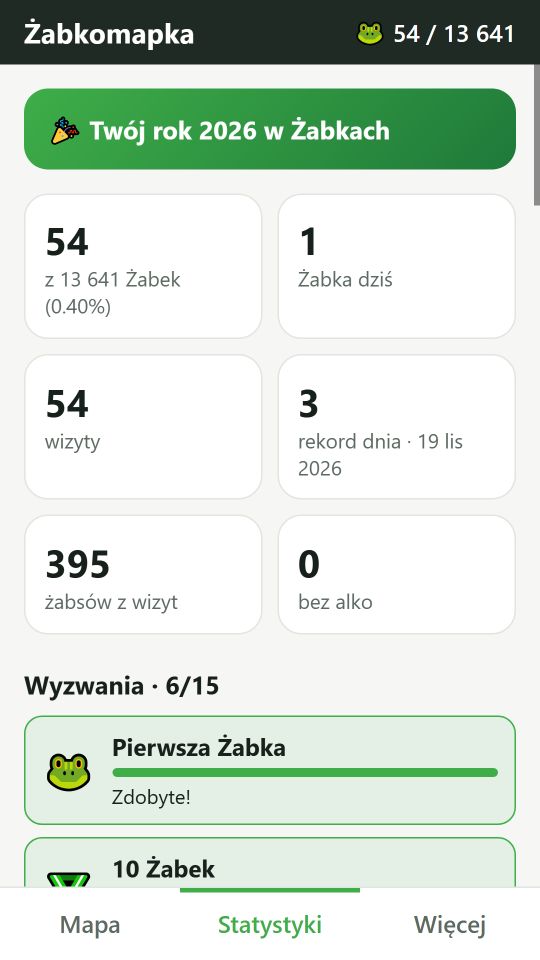 Żabkomapka
54 / 13 641
Twój rok 2026 w Żabkach
54
z 13 641 Żabek
(0.40%)
1
Żabka dziś
54
wizyty
3
rekord dnia · 19 lis
2026
395
żabsów z wizyt
0
bez alko
Wyzwania · 6/15
Pierwsza Żabka
Zdobyte!
10 Żabek
Mapa
Statystyki
Więcej